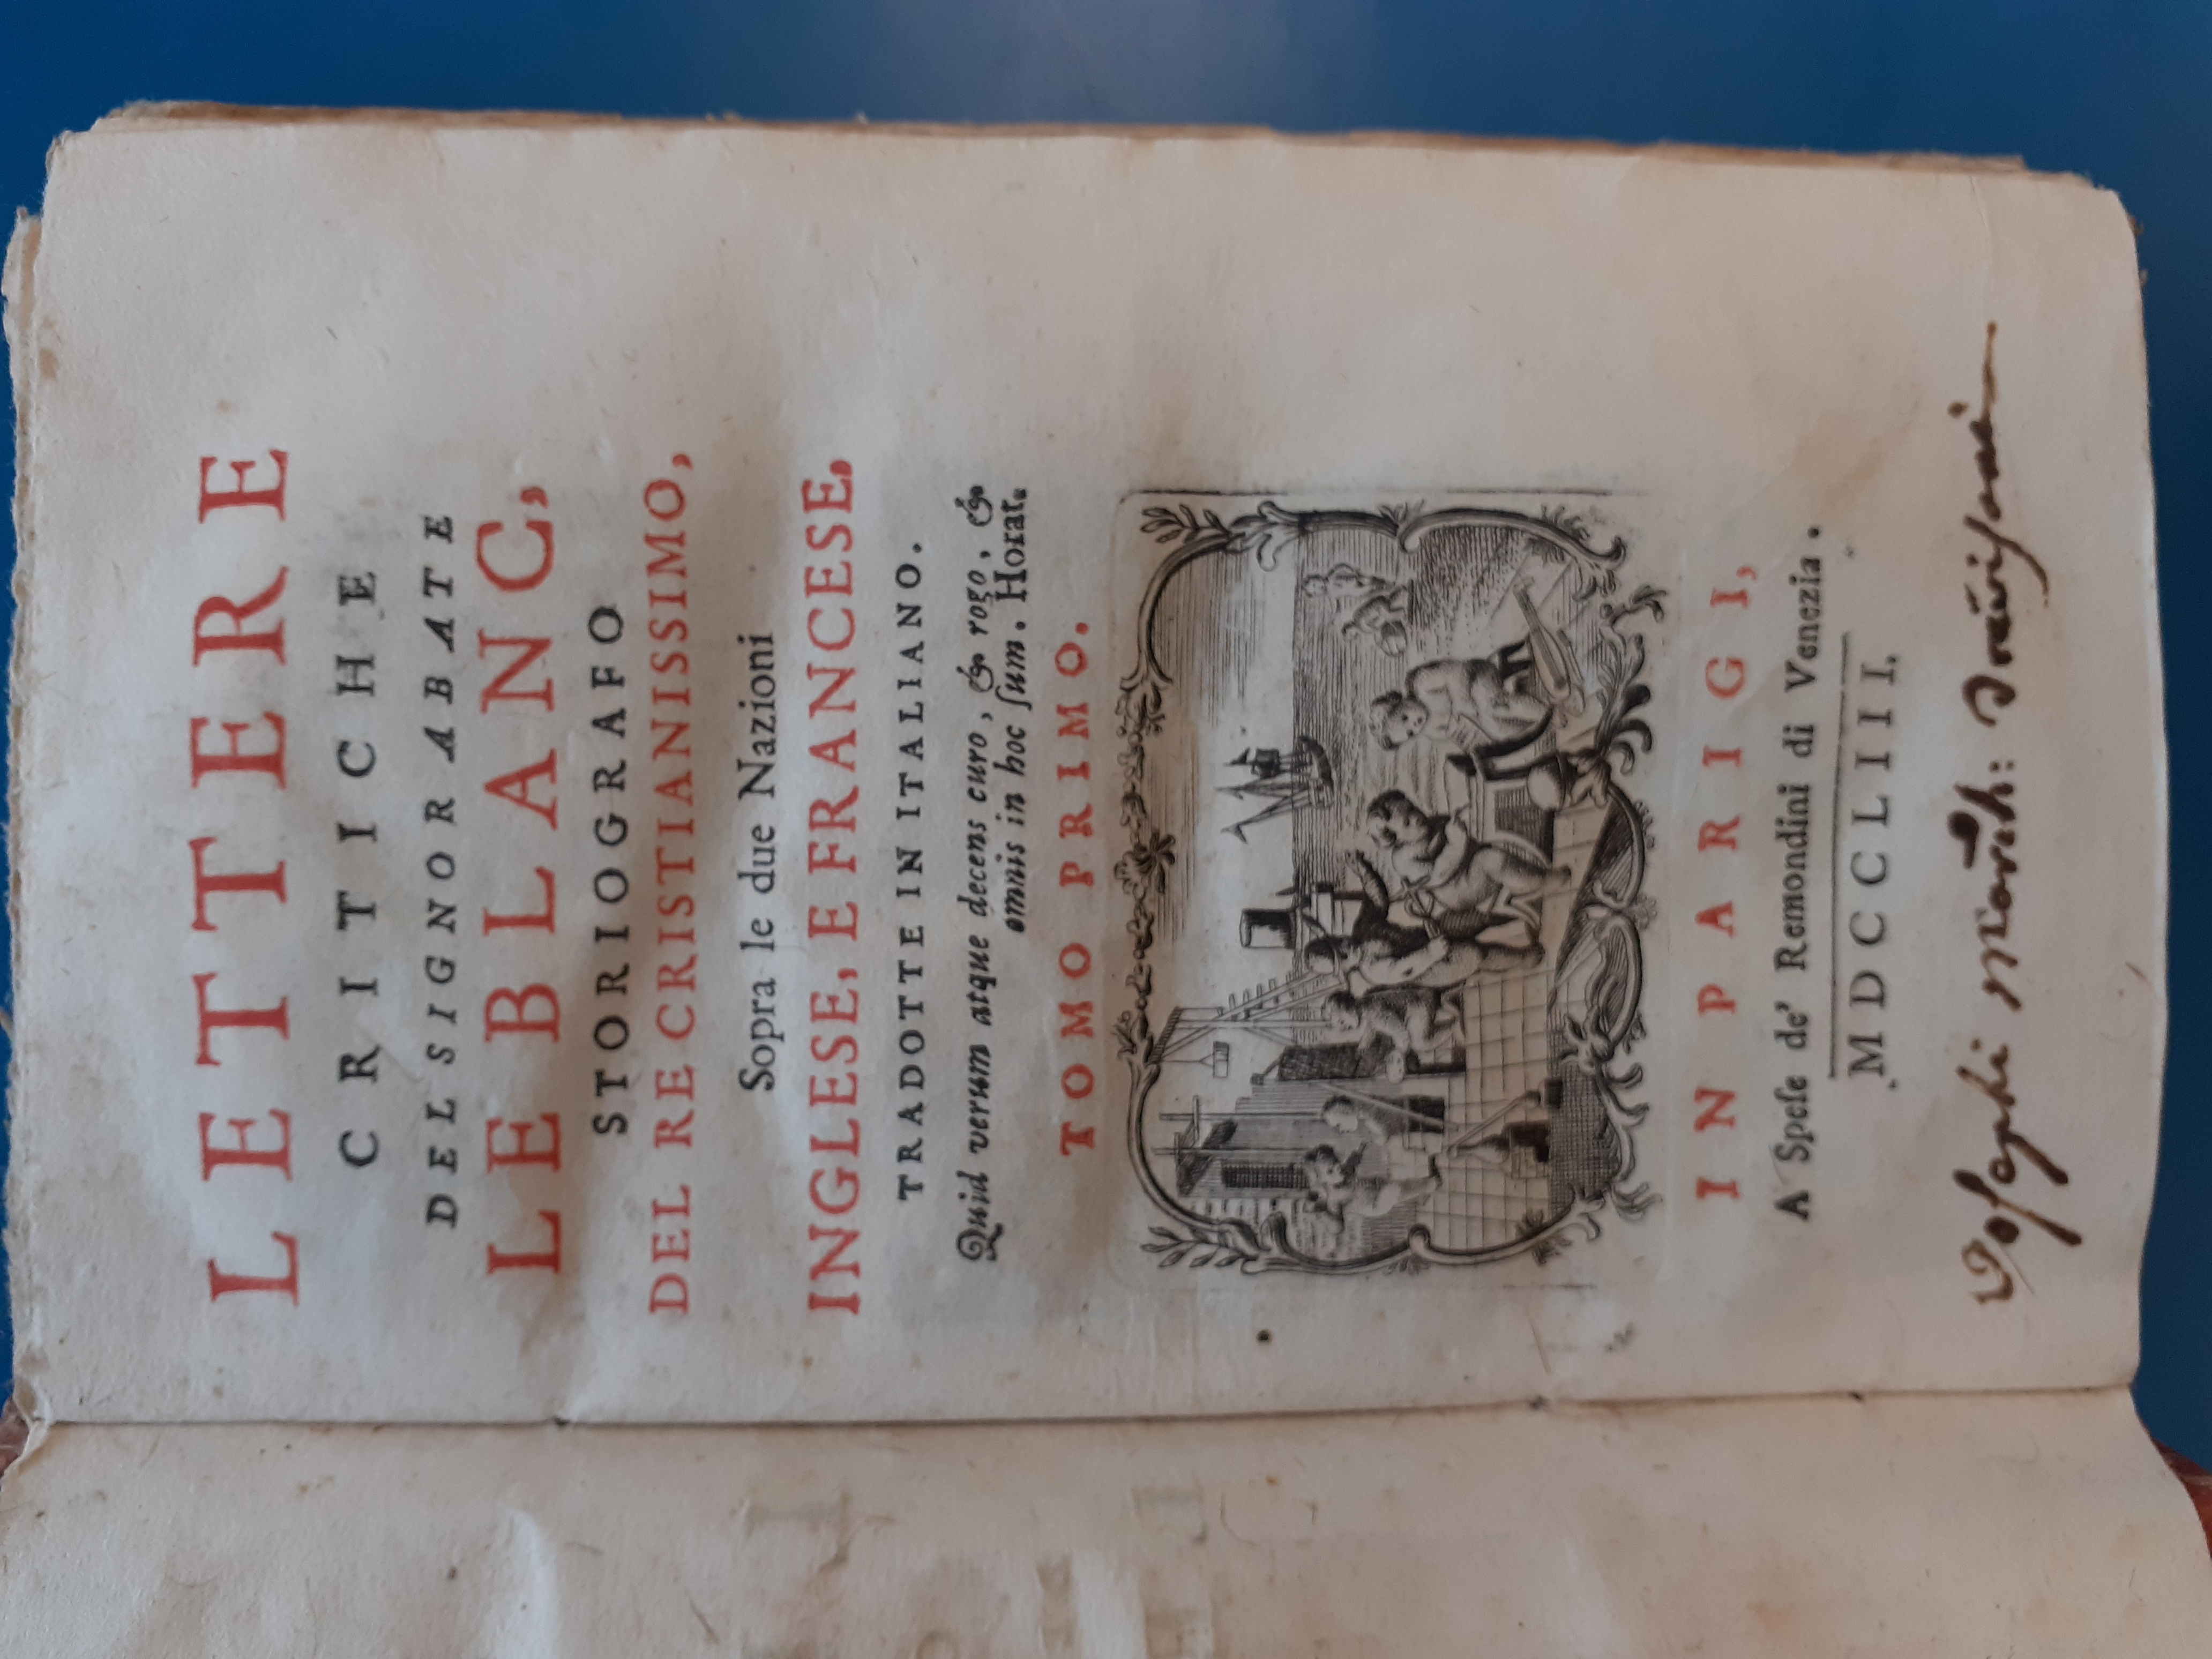 LETTERE
CRITICHE
DEL SIGNOR ABATE
LE BLANC,
STORIOGRAFO
DEL RE CRISTIANISSIMO,
Sopra le due Nazioni
INGLESE, E FRANCESE,
TRADOTTE IN ITALIANO.
Quid verum atque decens curo, & rogo, &
omnis in hoc ſum. Horat.
TOMO PRIMO.
IN PARIGI,
A Spese de' Remondini di Venezia.
MDCCLIII.
Josephi